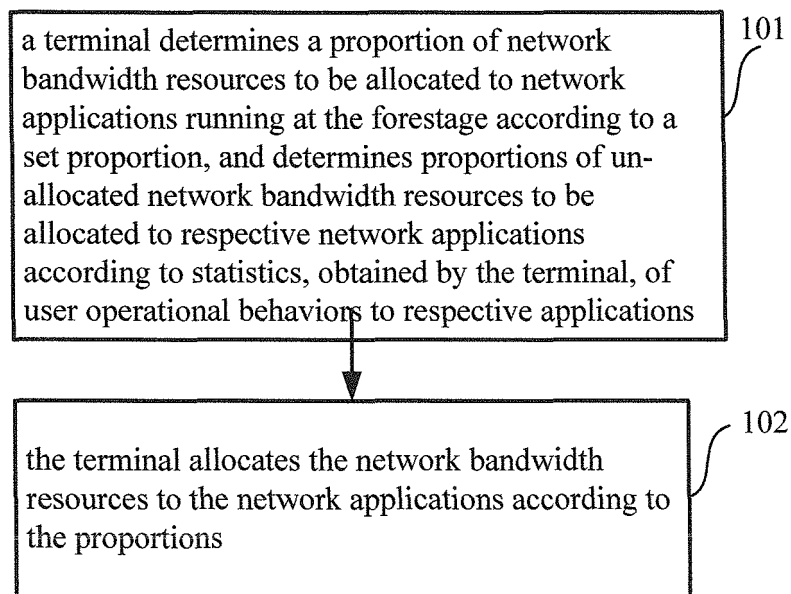 a terminal determines a proportion of network
bandwidth resources to be allocated to network
applications running at the forestage according to a
set proportion, and determines proportions of un-
allocated network bandwidth resources to be
allocated to respective network applications
according to statistics, obtained by the terminal, of
user operational behaviors to respective applications
101
the terminal allocates the network bandwidth
resources to the network applications according to
the proportions
102